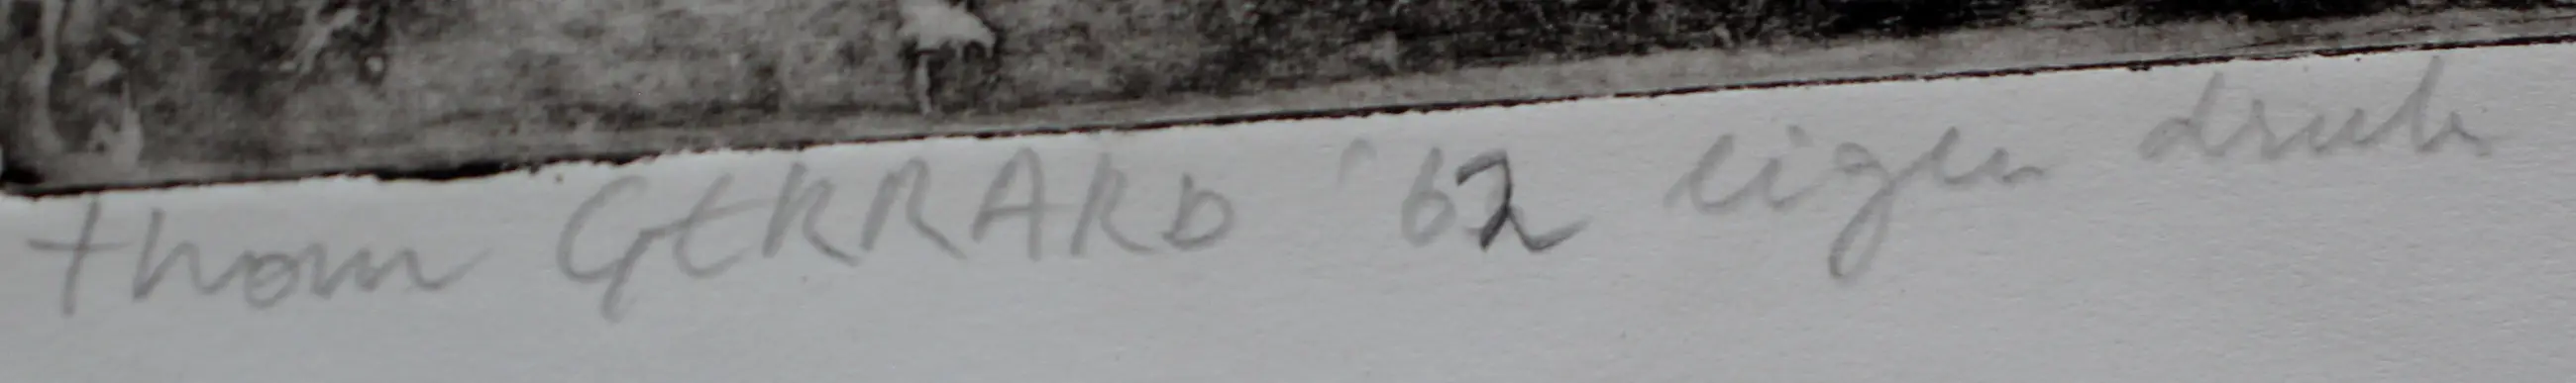 thom GERRARD '62 eigen druk